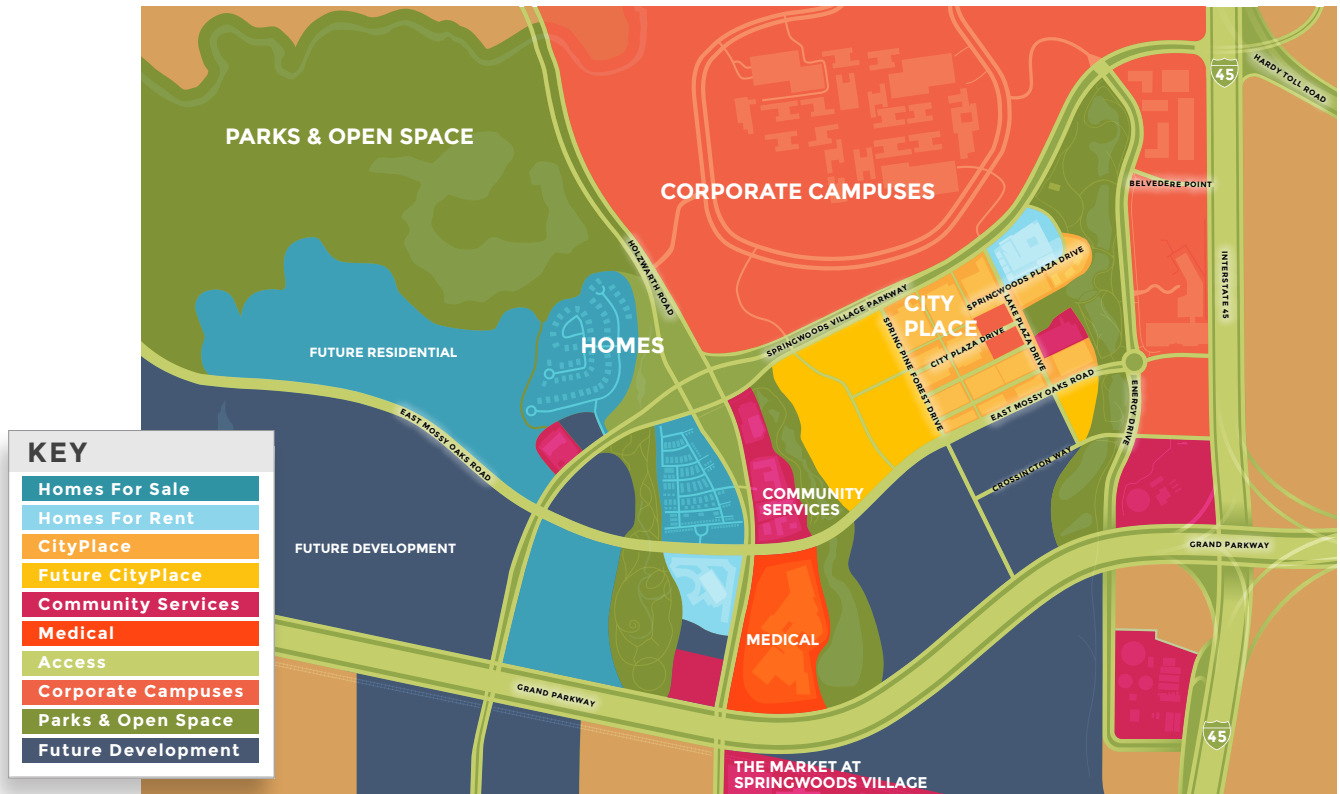 45
HARDY TOLL ROAD
PARKS & OPEN SPACE
CORPORATE CAMPUSES
BELVEDERE POINT
HOLZWARTH ROAD
INTERSTATE 45
SPRINGWOODS PLAZA DRIVE
SPRINGWOODS VILLAGE PARKWAY
CITY
PLACE
LAKE PLAZA DRIVE
SPRING PINE FOREST DRIVE
CITY PLAZA DRIVE
HOMES
FUTURE RESIDENTIAL
EAST MOSSY OAKS ROAD
ENERGY DRIVE
EAST MOSSY OAKS ROAD
CROSSINGTON WAY
COMMUNITY
SERVICES
FUTURE DEVELOPMENT
GRAND PARKWAY
MEDICAL
GRAND PARKWAY
45
THE MARKET AT
SPRINGWOODS VILLAGE
KEY
Homes For Sale
Homes For Rent
CityPlace
Future CityPlace
Community Services
Medical
Access
Corporate Campuses
Parks & Open Space
Future Development